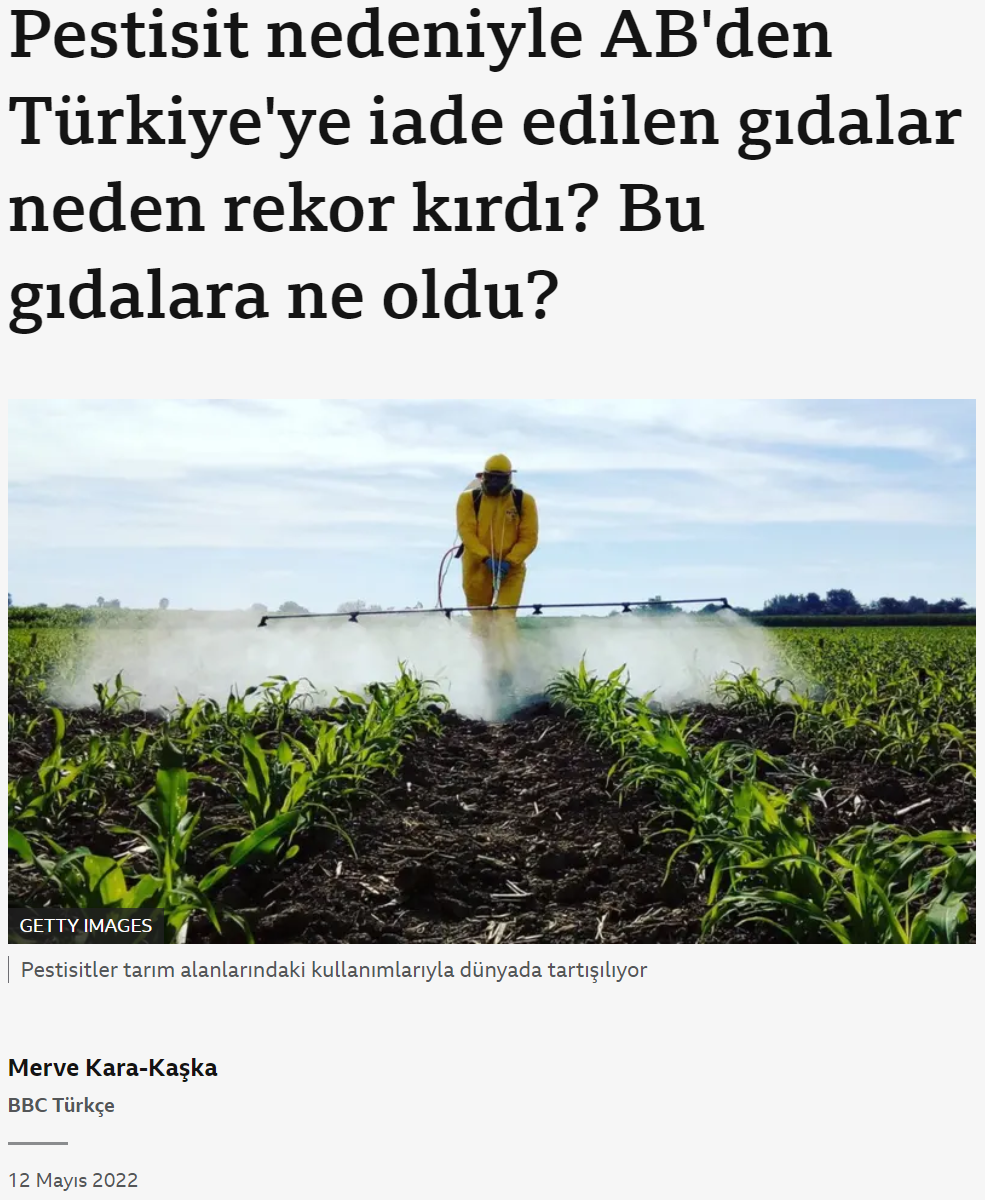 Pestisit nedeniyle AB'den
Türkiye'ye iade edilen gıdalar
neden rekor kırdı? Bu
gıdalara ne oldu?
GETTY IMAGES
Pestisitler tarım alanlarındaki kullanımlarıyla dünyada tartışılıyor
Merve Kara-Kaşka
BBC Türkçe
12 Mayıs 2022